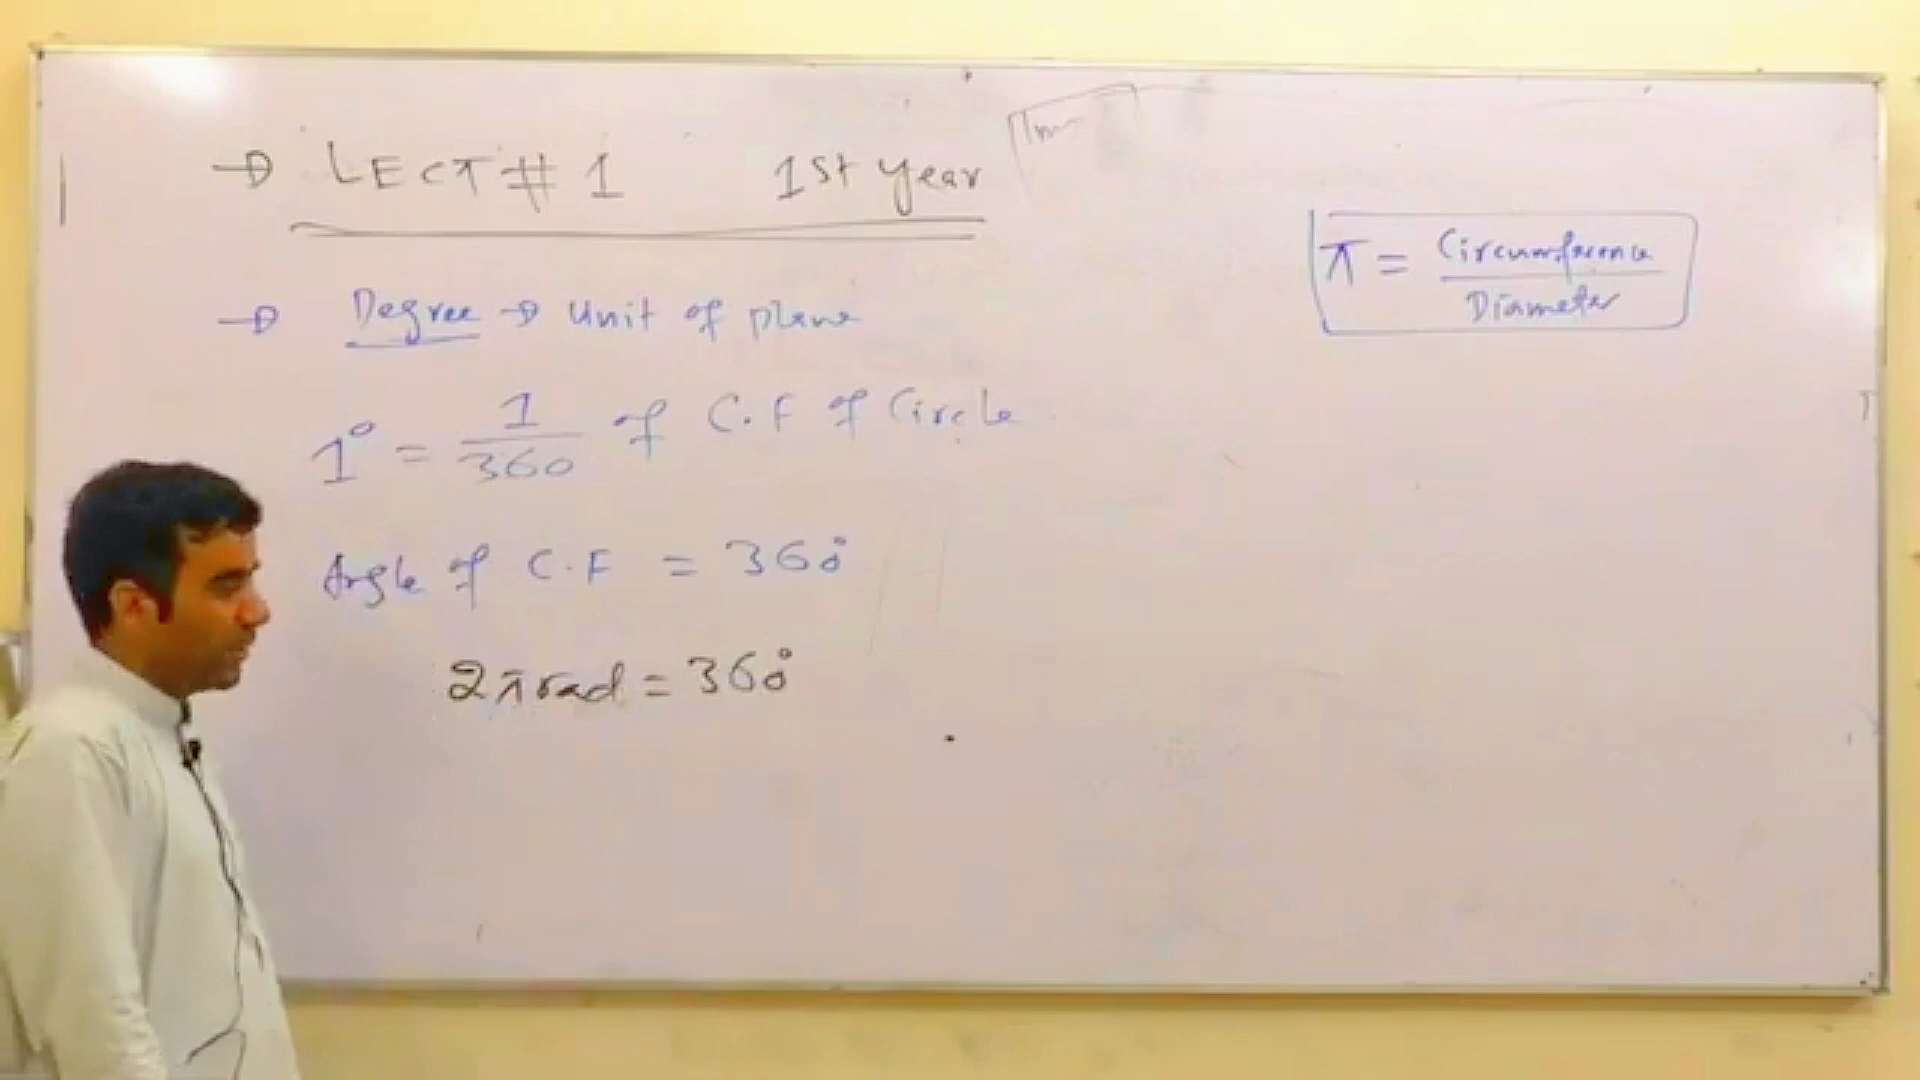 → LECT # 1 1st year
→ Degree → Unit of plane
1° = 1/360 of C.F of Circle
Angle of C.F = 360°
2π rad = 360°
π = Circumference / Diameter